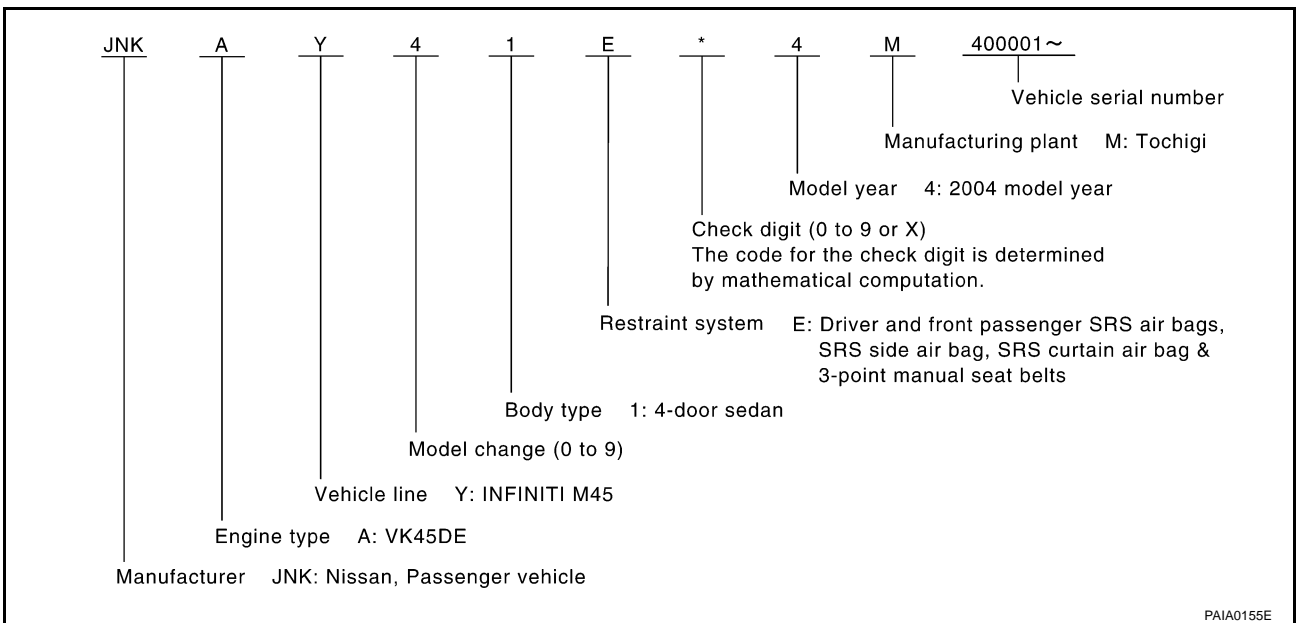 JNK A Y 4 1 E * 4 M 400001~
Vehicle serial number
Manufacturing plant M: Tochigi
Model year 4: 2004 model year
Check digit (0 to 9 or X)
The code for the check digit is determined
by mathematical computation.
Restraint system E: Driver and front passenger SRS air bags,
SRS side air bag, SRS curtain air bag &
3-point manual seat belts
Body type 1: 4-door sedan
Model change (0 to 9)
Vehicle line Y: INFINITI M45
Engine type A: VK45DE
Manufacturer JNK: Nissan, Passenger vehicle
PAIA0155E